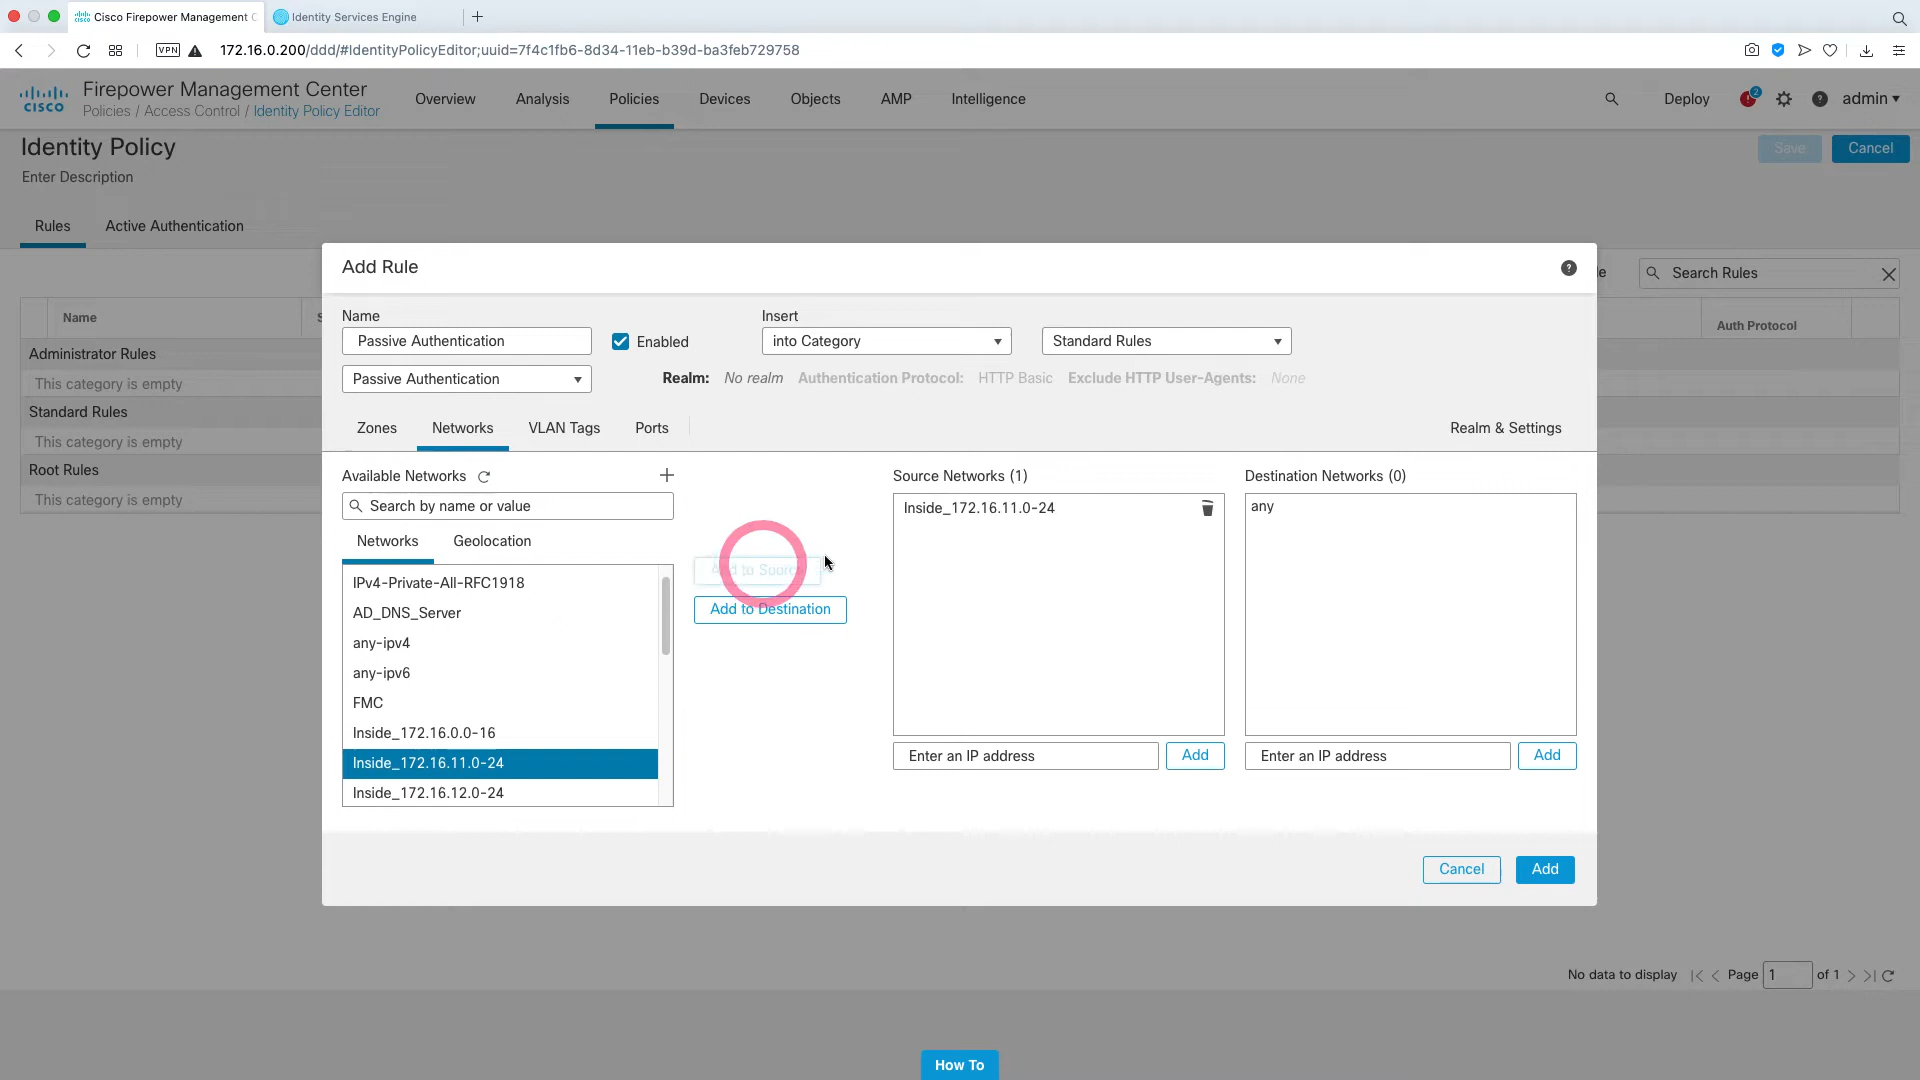 Cisco Firepower Management C
Identity Services Engine
VPN
172.16.0.200/ddd/#IdentityPolicyEditor;uuid=7f4c1fb6-8d34-11eb-b39d-ba3feb729758
cisco
Firepower Management Center
Policies / Access Control / Identity Policy Editor
Overview
Analysis
Policies
Devices
Objects
AMP
Intelligence
Deploy
2
admin
Identity Policy
Save
Cancel
Enter Description
Rules
Active Authentication
Search Rules
Name
Auth Protocol
Administrator Rules
This category is empty
Standard Rules
This category is empty
Root Rules
This category is empty
Add Rule
Name
Insert
Passive Authentication
Enabled
into Category
Standard Rules
Passive Authentication
Realm: No realm Authentication Protocol: HTTP Basic Exclude HTTP User-Agents: None
Zones
Networks
VLAN Tags
Ports
Realm & Settings
Available Networks
Source Networks (1)
Destination Networks (0)
Search by name or value
Networks
Geolocation
IPv4-Private-All-RFC1918
AD_DNS_Server
any-ipv4
any-ipv6
FMC
Inside_172.16.0.0-16
Inside_172.16.11.0-24
Inside_172.16.12.0-24
Add to Source
Add to Destination
Inside_172.16.11.0-24
any
Enter an IP address
Add
Enter an IP address
Add
Cancel
Add
No data to display
Page 1 of 1
How To